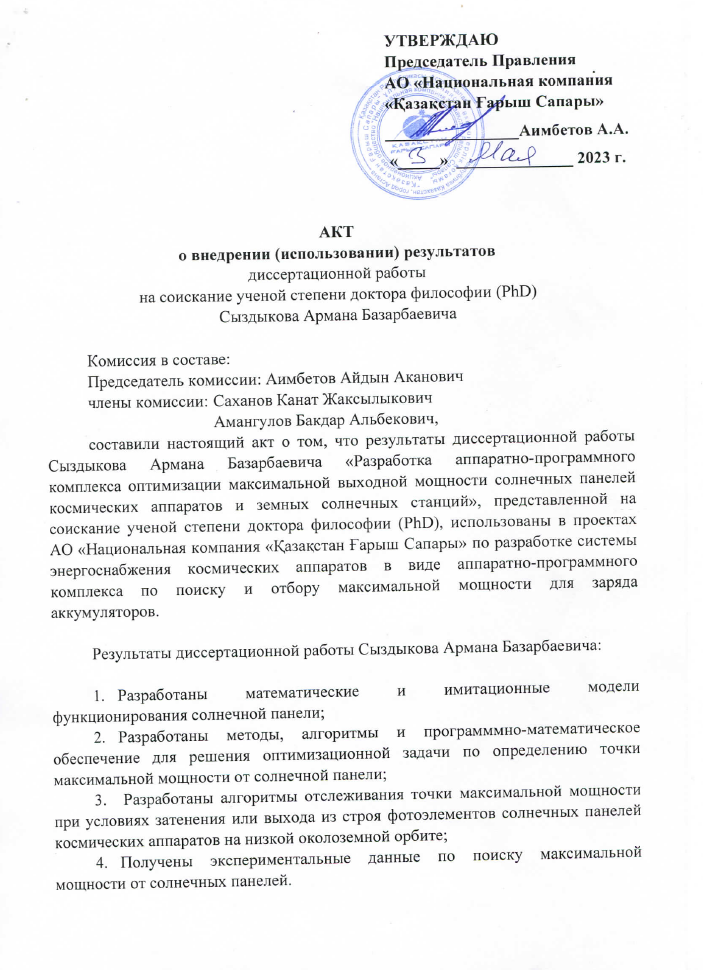 УТВЕРЖДАЮ
Председатель Правления
АО «Национальная компания
«Қазақстан Ғарыш Сапары»
Аимбетов А.А.
«3» Мая 2023 г.
АКТ
о внедрении (использовании) результатов
диссертационной работы
на соискание ученой степени доктора философии (PhD)
Сыздыкова Армана Базарбаевича
Комиссия в составе:
Председатель комиссии: Аимбетов Айдын Аканович
члены комиссии: Саханов Канат Жаксылыкович
Амангулов Бакдар Альбекович,
составили настоящий акт о том, что результаты диссертационной работы
Сыздыкова Армана Базарбаевича «Разработка аппаратно-программного
комплекса оптимизации максимальной выходной мощности солнечных панелей
космических аппаратов и земных солнечных станций», представленной на
соискание ученой степени доктора философии (PhD), использованы в проектах
АО «Национальная компания «Қазақстан Ғарыш Сапары» по разработке системы
энергоснабжения космических аппаратов в виде аппаратно-программного
комплекса по поиску и отбору максимальной мощности для заряда
аккумуляторов.
Результаты диссертационной работы Сыздыкова Армана Базарбаевича:
1. Разработаны математические и имитационные модели
функционирования солнечной панели;
2. Разработаны методы, алгоритмы и программмно-математическое
обеспечение для решения оптимизационной задачи по определению точки
максимальной мощности от солнечной панели;
3. Разработаны алгоритмы отслеживания точки максимальной мощности
при условиях затенения или выхода из строя фотоэлементов солнечных панелей
космических аппаратов на низкой околоземной орбите;
4. Получены экспериментальные данные по поиску максимальной
мощности от солнечных панелей.